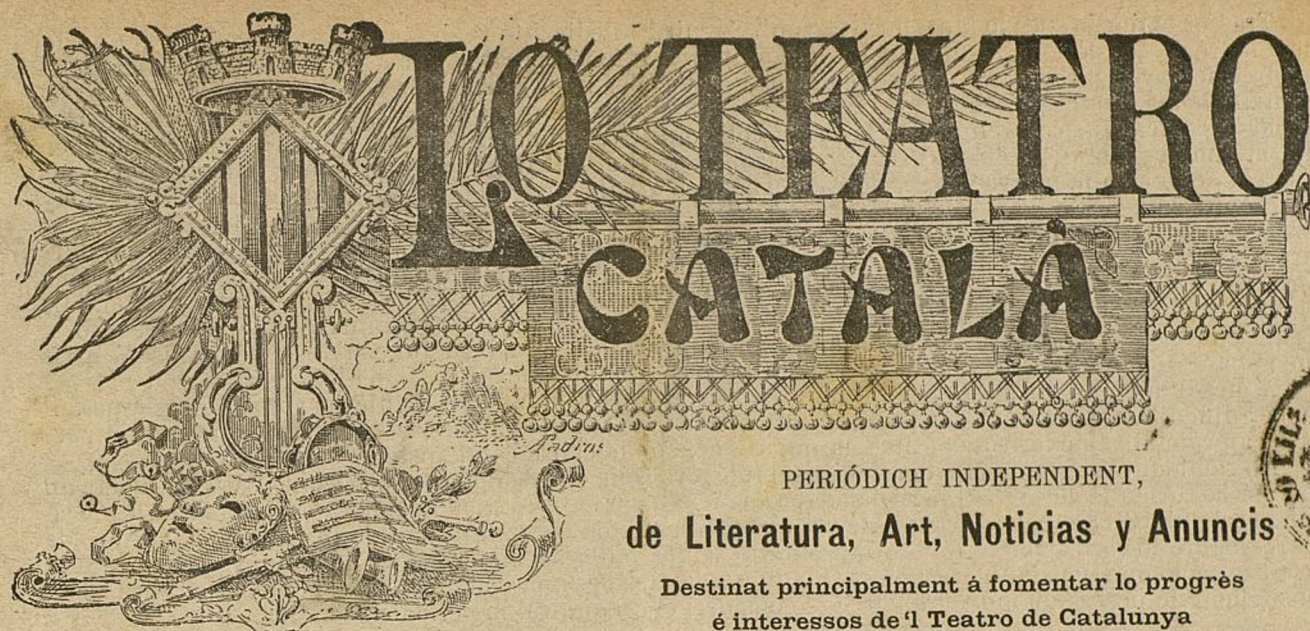 LO TEATRO
CATALÀ
PERIÓDICH INDEPENDENT,
de Literatura, Art, Noticias y Anuncis
Destinat principalment á fomentar lo progrès
é interessos de 'l Teatro de Catalunya